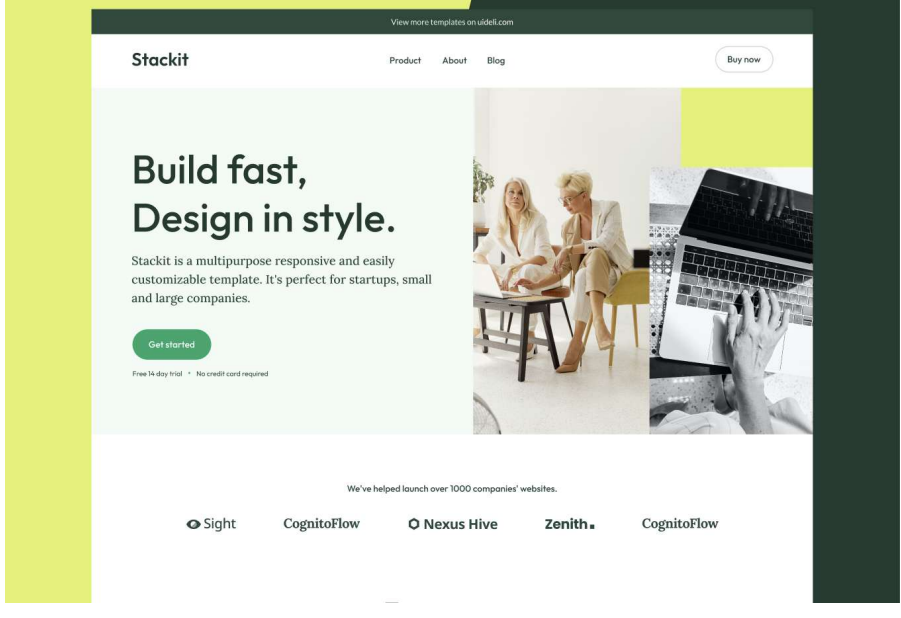 View more templates on uideli.com
Stackit
Product About Blog
Buy now
Build fast,
Design in style.
Stackit is a multipurpose responsive and easily
customizable template. It's perfect for startups, small
and large companies.
Get started
Free 14 day trial • No credit card required
We've helped launch over 1000 companies' websites.
Sight CognitoFlow Nexus Hive Zenith. CognitoFlow